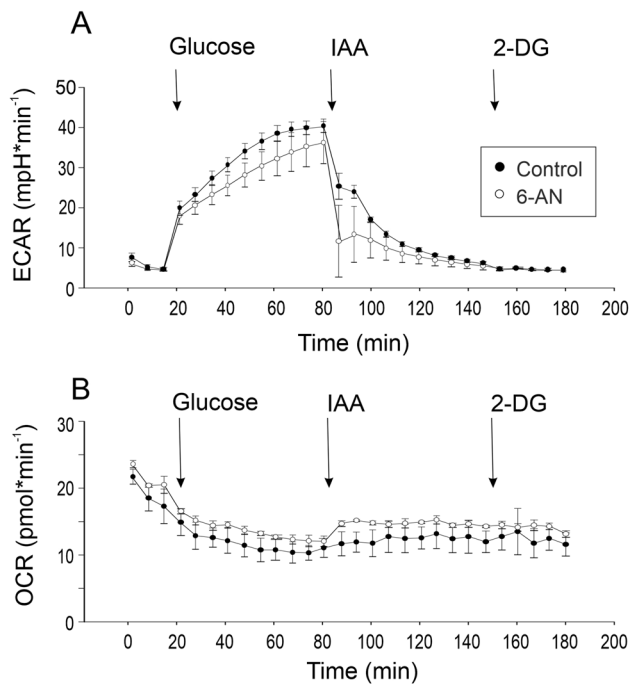 A
Glucose IAA 2-DG
50
40
30
20
10
0
ECAR (mpH*min-1)
Control
6-AN
0 20 40 60 80 100 120 140 160 180 200
Time (min)
B
Glucose IAA 2-DG
30
20
10
0
OCR (pmol*min-1)
0 20 40 60 80 100 120 140 160 180 200
Time (min)